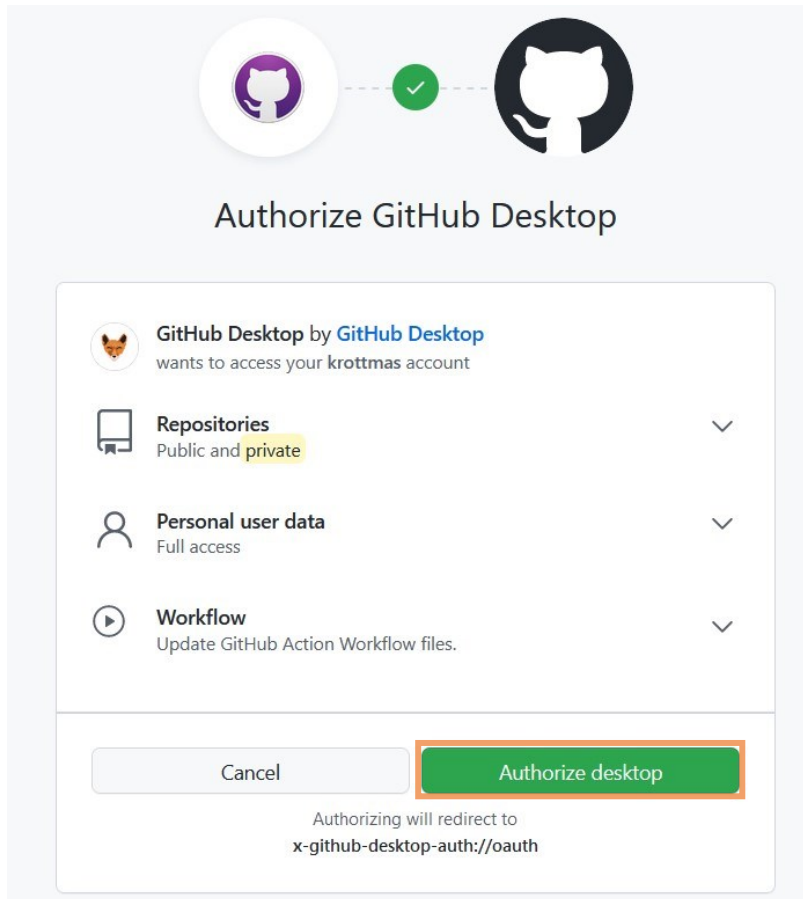 Authorize GitHub Desktop
GitHub Desktop by GitHub Desktop
wants to access your krottmas account
Repositories
Public and private
Personal user data
Full access
Workflow
Update GitHub Action Workflow files.
Cancel
Authorize desktop
Authorizing will redirect to
x-github-desktop-auth://oauth